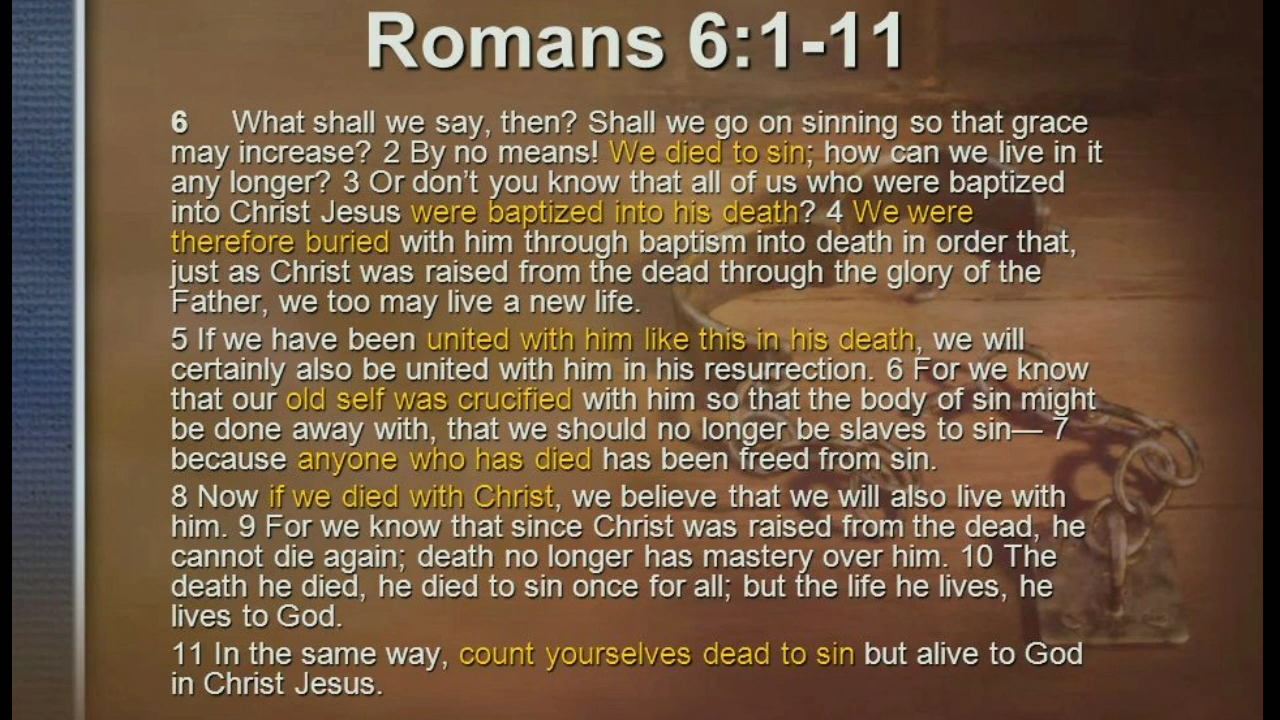 Romans 6:1-11
6 What shall we say, then? Shall we go on sinning so that grace
may increase? 2 By no means! We died to sin; how can we live in it
any longer? 3 Or don’t you know that all of us who were baptized
into Christ Jesus were baptized into his death? 4 We were
therefore buried with him through baptism into death in order that,
just as Christ was raised from the dead through the glory of the
Father, we too may live a new life.
5 If we have been united with him like this in his death, we will
certainly also be united with him in his resurrection. 6 For we know
that our old self was crucified with him so that the body of sin might
be done away with, that we should no longer be slaves to sin— 7
because anyone who has died has been freed from sin.
8 Now if we died with Christ, we believe that we will also live with
him. 9 For we know that since Christ was raised from the dead, he
cannot die again; death no longer has mastery over him. 10 The
death he died, he died to sin once for all; but the life he lives, he
lives to God.
11 In the same way, count yourselves dead to sin but alive to God
in Christ Jesus.